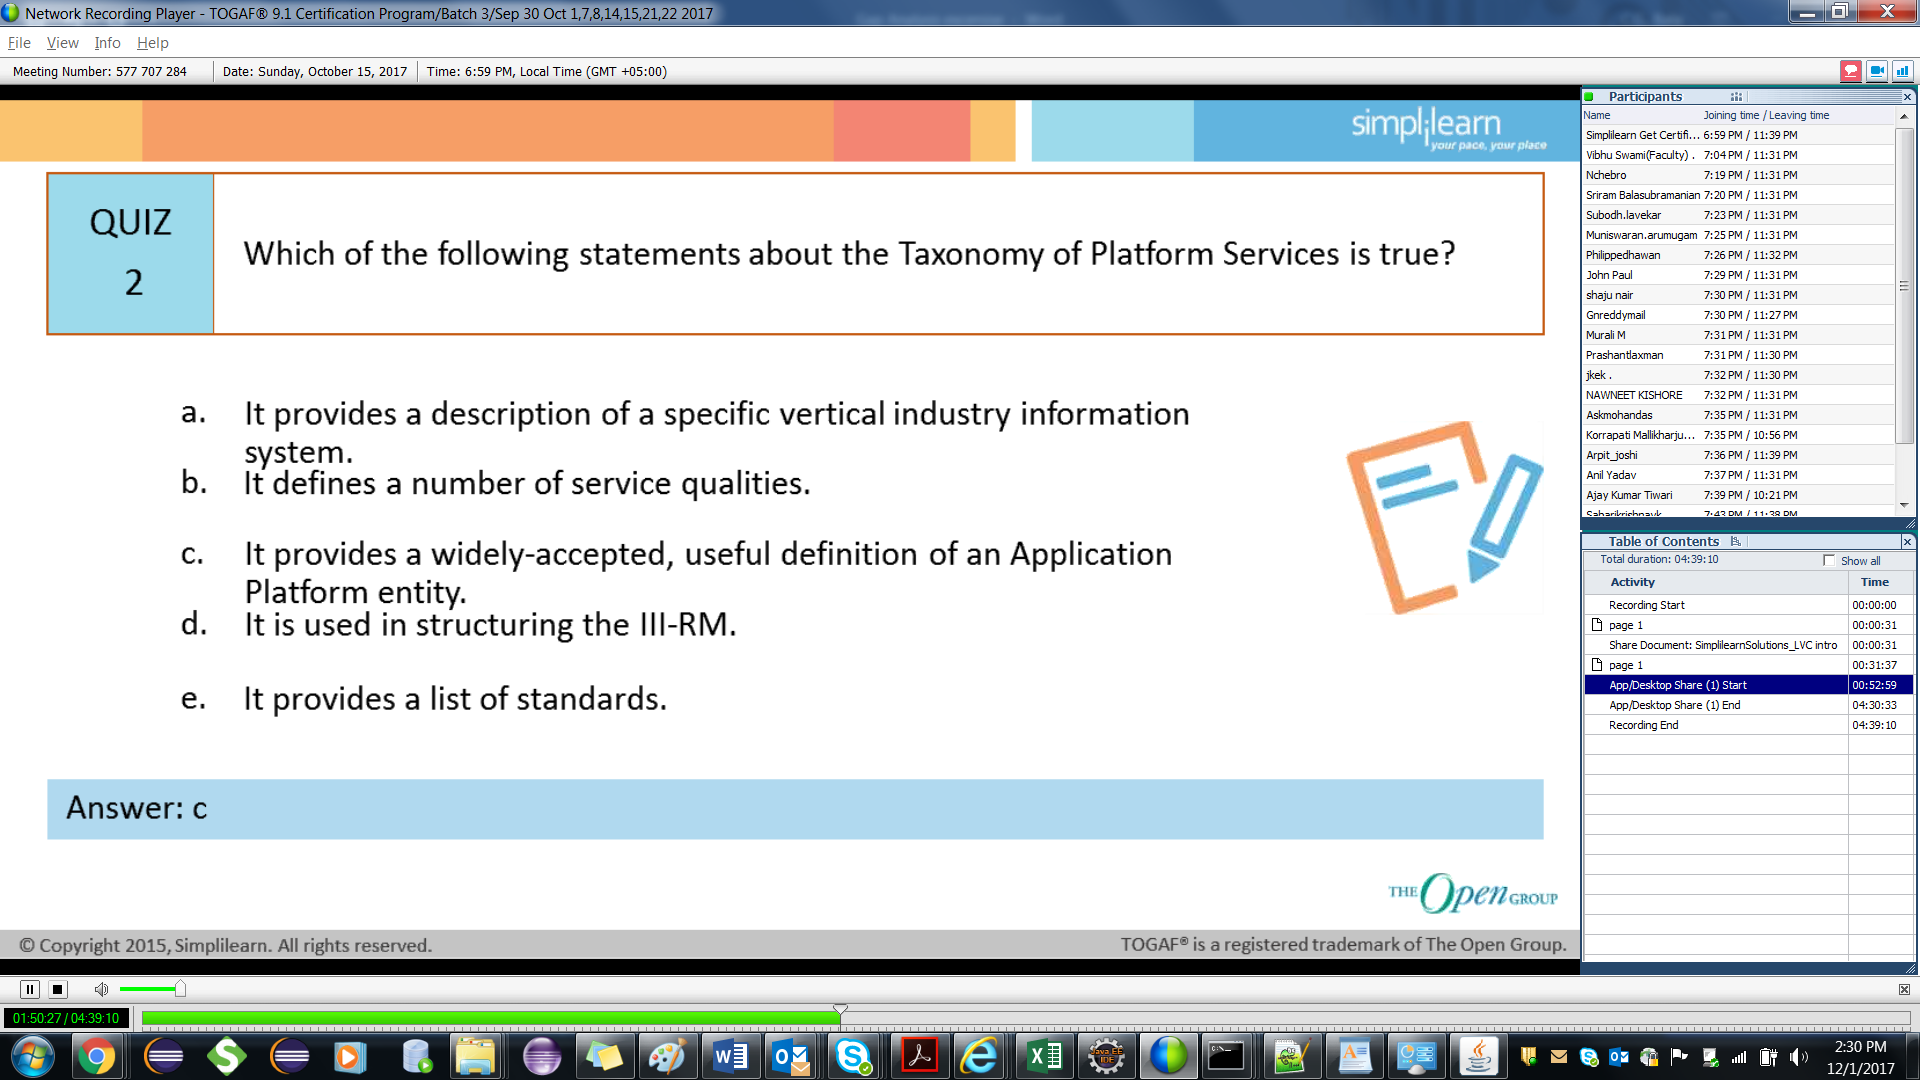 Network Recording Player - TOGAF® 9.1 Certification Program/Batch 3/Sep 30 Oct 1,7,8,14,15,21,22 2017
File View Info Help
Meeting Number: 577 707 284 Date: Sunday, October 15, 2017 Time: 6:59 PM, Local Time (GMT +05:00)
simplilearn
your pace, your place
QUIZ
2
Which of the following statements about the Taxonomy of Platform Services is true?
a. It provides a description of a specific vertical industry information
system.
b. It defines a number of service qualities.
c. It provides a widely-accepted, useful definition of an Application
Platform entity.
d. It is used in structuring the III-RM.
e. It provides a list of standards.
Answer: c
THE Open GROUP
© Copyright 2015, Simplilearn. All rights reserved.
TOGAF® is a registered trademark of The Open Group.
Participants
Name Joining time / Leaving time
Simplilearn Get Certifi... 6:59 PM / 11:39 PM
Vibhu Swami(Faculty) . 7:04 PM / 11:31 PM
Nchebro 7:19 PM / 11:31 PM
Sriram Balasubramanian 7:20 PM / 11:31 PM
Subodh.lavekar 7:23 PM / 11:31 PM
Muniswaran.arumugam 7:25 PM / 11:31 PM
Philippedhawan 7:26 PM / 11:32 PM
John Paul 7:29 PM / 11:31 PM
shaju nair 7:30 PM / 11:31 PM
Gnreddymail 7:30 PM / 11:27 PM
Murali M 7:31 PM / 11:31 PM
Prashantlaxman 7:31 PM / 11:30 PM
jkek . 7:32 PM / 11:30 PM
NAWNEET KISHORE 7:32 PM / 11:31 PM
Askmohandas 7:35 PM / 11:31 PM
Korrapati Mallikharju... 7:35 PM / 10:56 PM
Arpit_joshi 7:36 PM / 11:39 PM
Anil Yadav 7:37 PM / 11:31 PM
Ajay Kumar Tiwari 7:39 PM / 10:21 PM
7:43 PM / 11:38 PM
Table of Contents
Total duration: 04:39:10 Show all
Activity Time
Recording Start 00:00:00
page 1 00:00:31
Share Document: SimplilearnSolutions_LVC intro 00:00:31
page 1 00:31:37
App/Desktop Share (1) Start 00:52:59
App/Desktop Share (1) End 04:30:33
Recording End 04:39:10
01:50:27 / 04:39:10
2:30 PM
12/1/2017